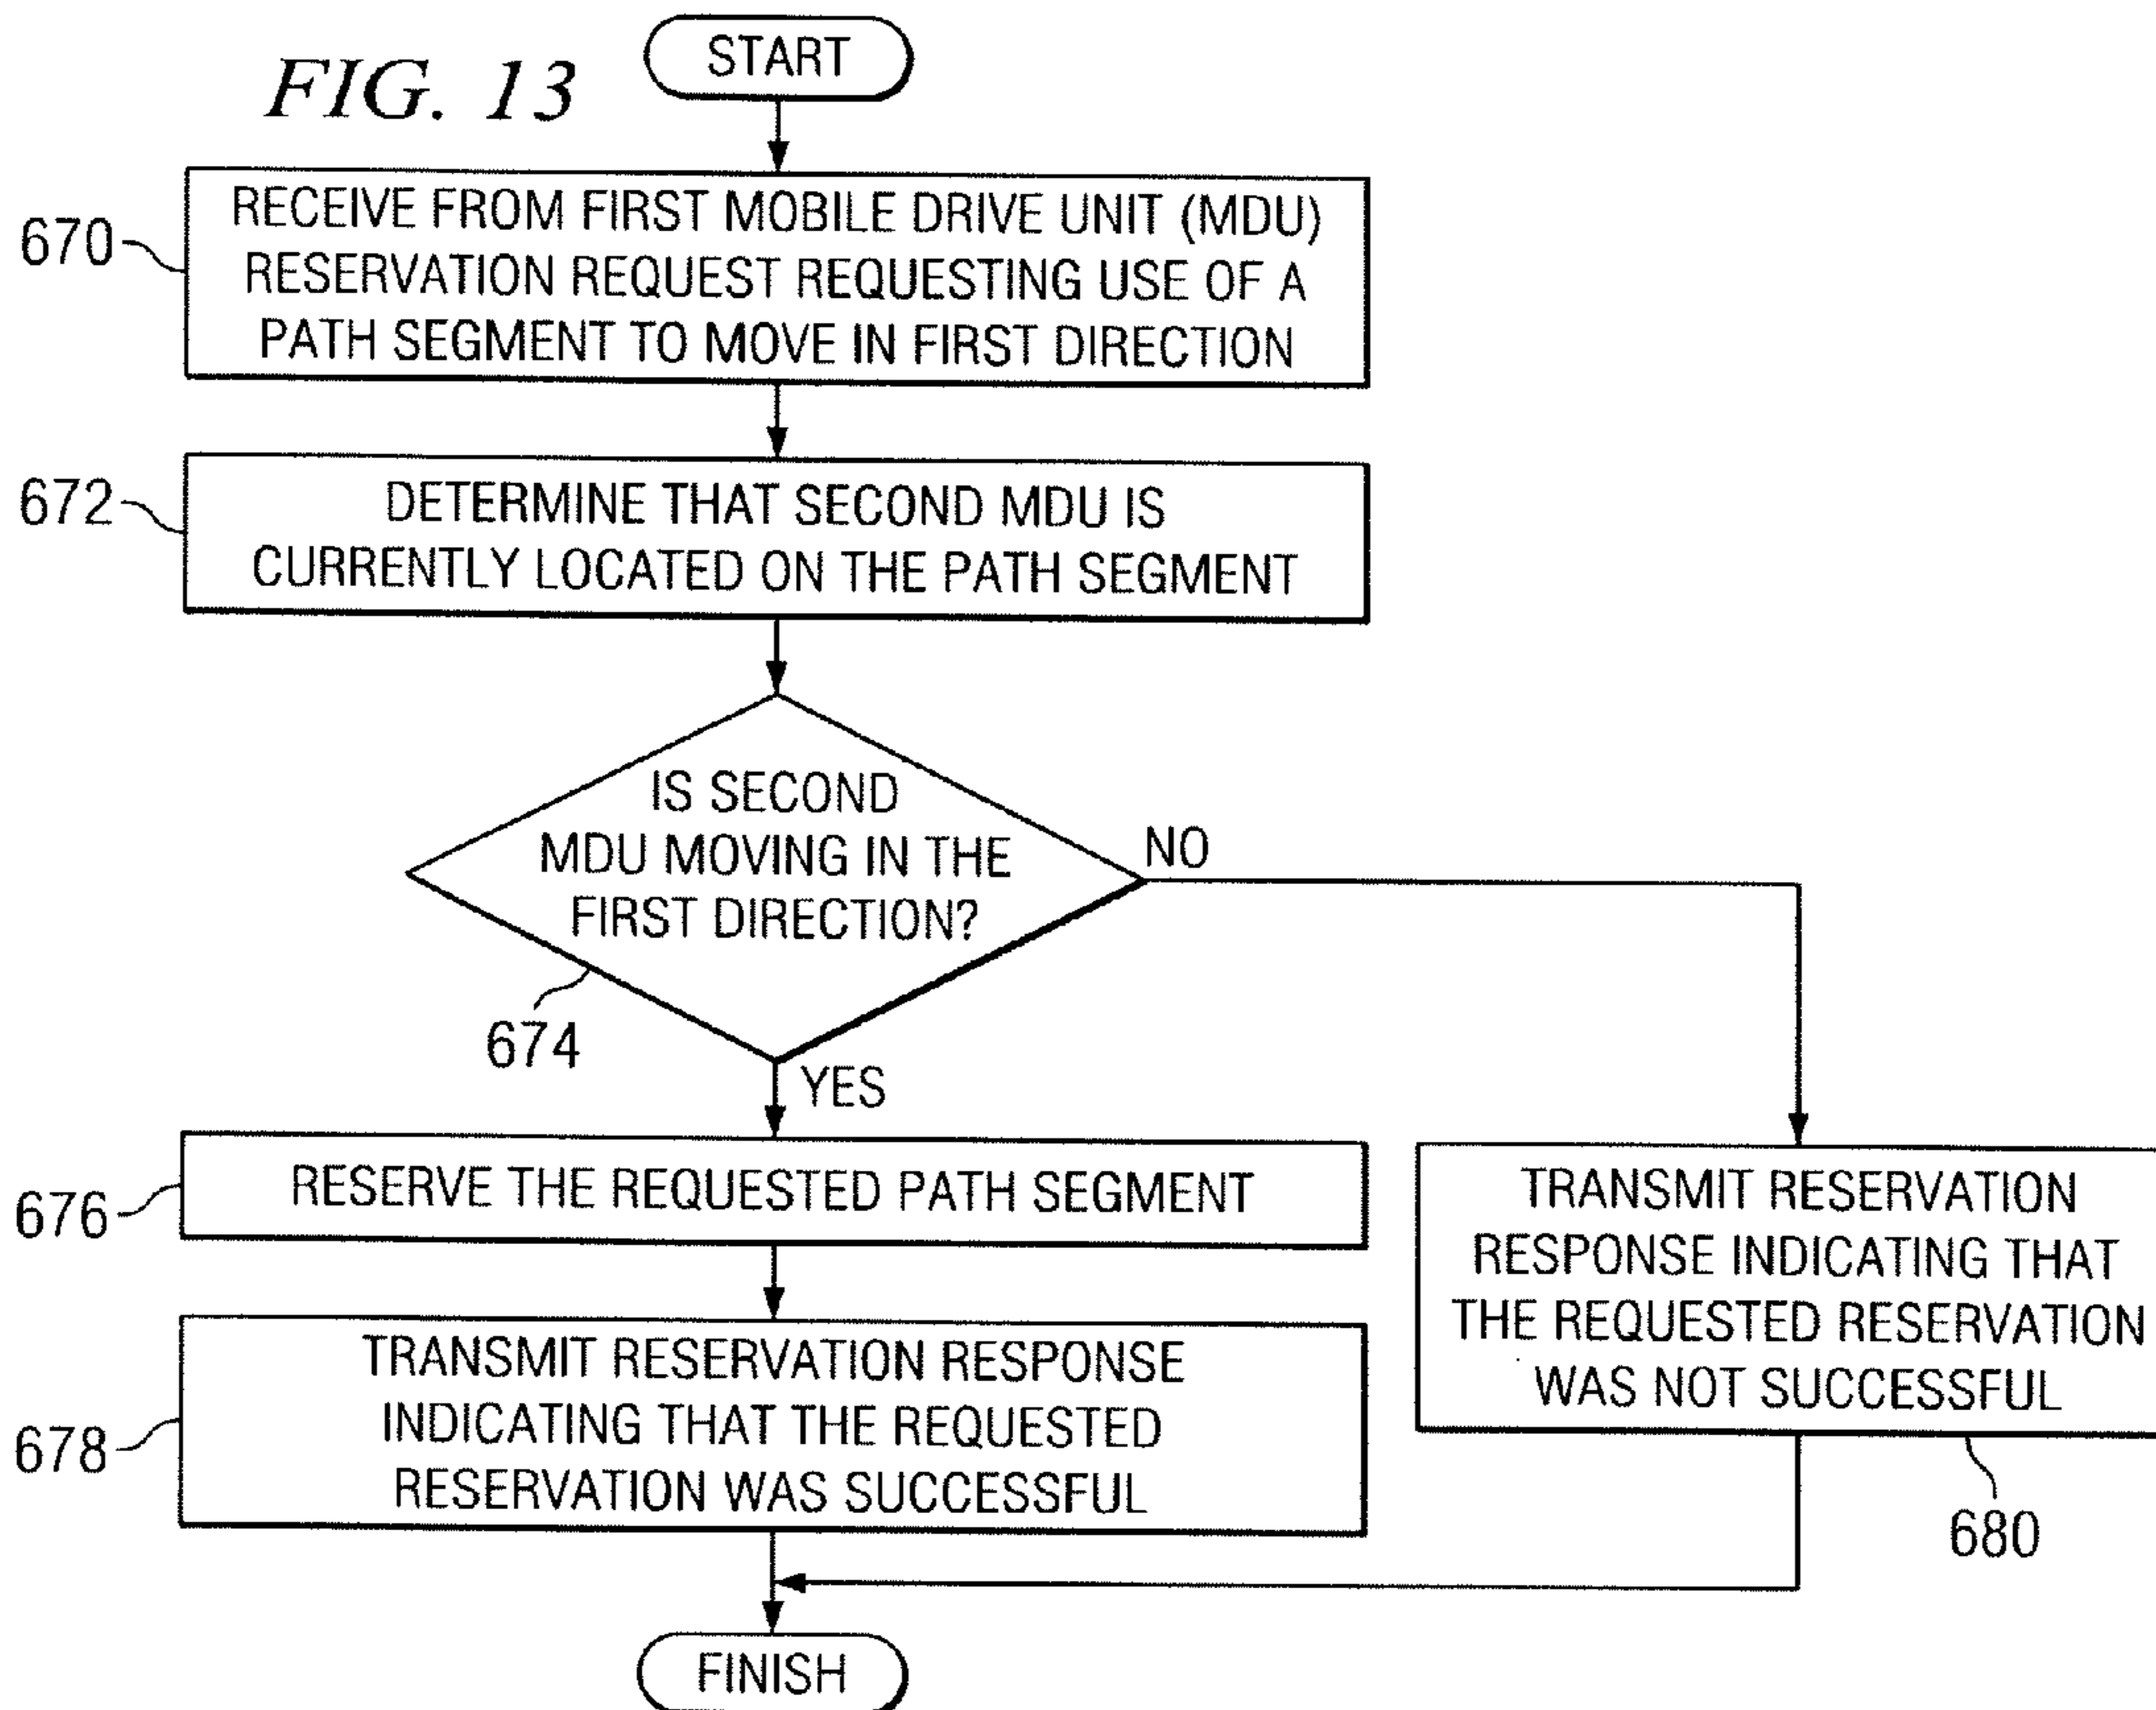 FIG. 13
START
670
RECEIVE FROM FIRST MOBILE DRIVE UNIT (MDU)
RESERVATION REQUEST REQUESTING USE OF A
PATH SEGMENT TO MOVE IN FIRST DIRECTION
672
DETERMINE THAT SECOND MDU IS
CURRENTLY LOCATED ON THE PATH SEGMENT
IS SECOND
MDU MOVING IN THE
FIRST DIRECTION?
NO
674
YES
676
RESERVE THE REQUESTED PATH SEGMENT
678
TRANSMIT RESERVATION RESPONSE
INDICATING THAT THE REQUESTED
RESERVATION WAS SUCCESSFUL
TRANSMIT RESERVATION
RESPONSE INDICATING THAT
THE REQUESTED RESERVATION
WAS NOT SUCCESSFUL
680
FINISH